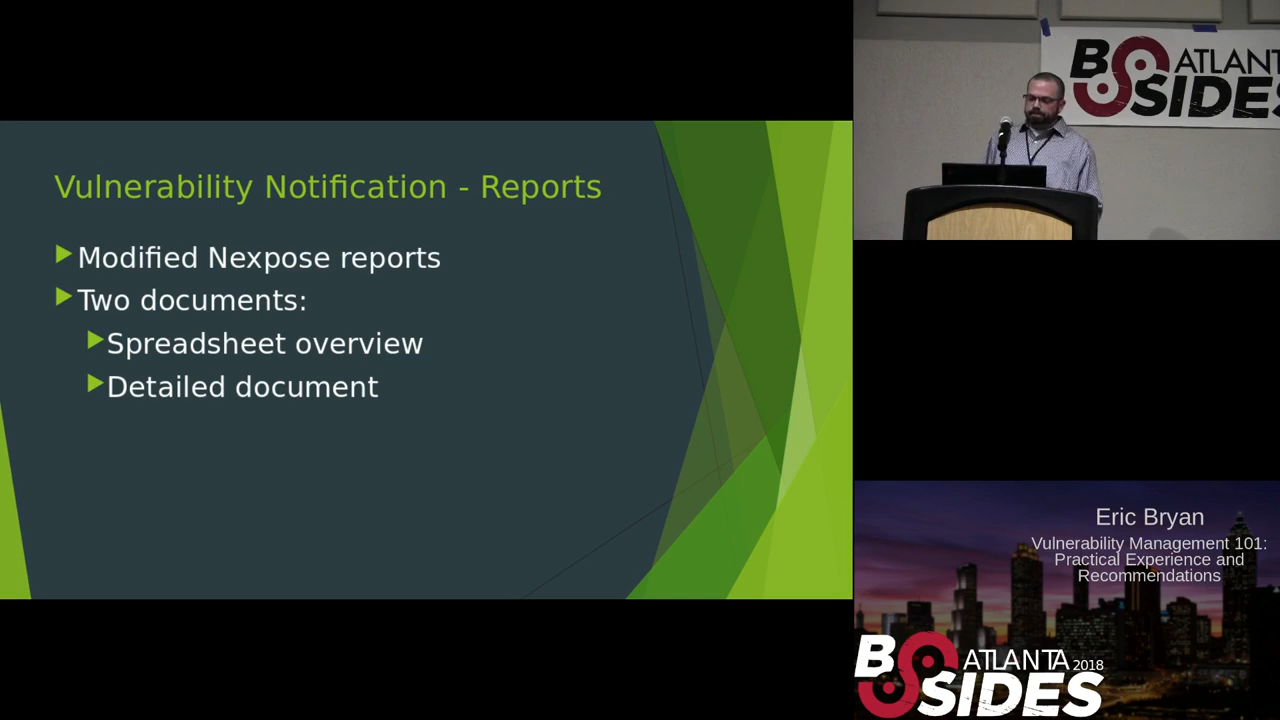 Vulnerability Notification - Reports
Modified Nexpose reports
Two documents:
Spreadsheet overview
Detailed document
BSIDES ATLANTA
Eric Bryan
Vulnerability Management 101:
Practical Experience and
Recommendations
BSIDES ATLANTA 2018